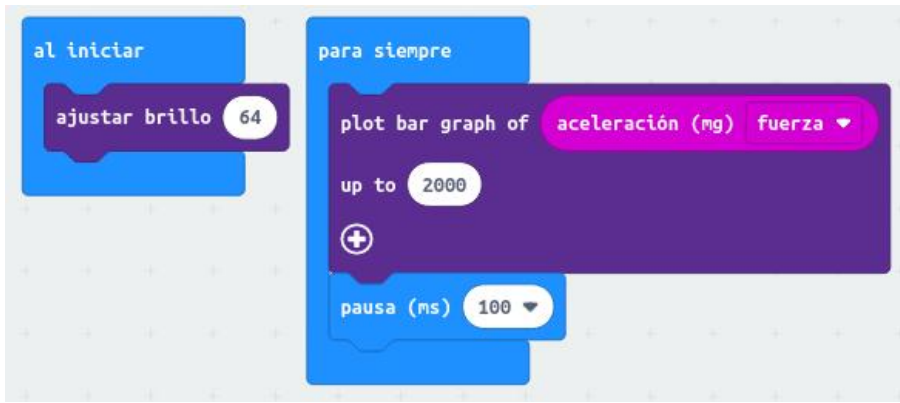 al iniciar
ajustar brillo 64
para siempre
plot bar graph of aceleración (mg) fuerza
up to 2000
pausa (ms) 100